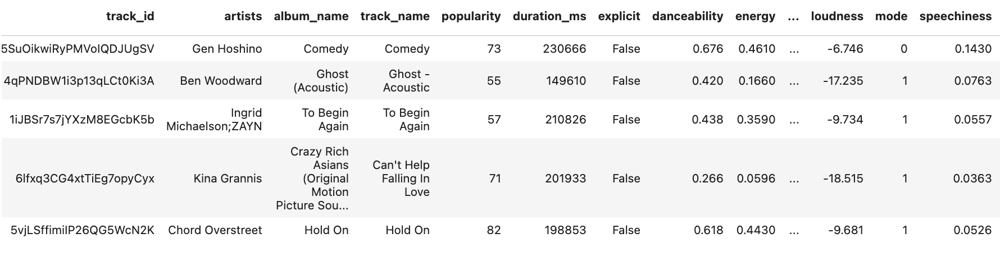 track_id artists album_name track_name popularity duration_ms explicit danceability energy ... loudness mode speechiness
5SuOikwiRyPMVoIQDJUgSV Gen Hoshino Comedy Comedy 73 230666 False 0.676 0.4610 ... -6.746 0 0.1430
4qPNDBW1i3p13qLCt0Ki3A Ben Woodward Ghost (Acoustic) Ghost - Acoustic 55 149610 False 0.420 0.1660 ... -17.235 1 0.0763
1iJBSr7s7jYXzM8EGcbK5b Ingrid Michaelson;ZAYN To Begin Again To Begin Again 57 210826 False 0.438 0.3590 ... -9.734 1 0.0557
6lfxq3CG4xtTiEg7opyCyx Kina Grannis Crazy Rich Asians (Original Motion Picture Sou... Can't Help Falling In Love 71 201933 False 0.266 0.0596 ... -18.515 1 0.0363
5vjLSffimiIP26QG5WcN2K Chord Overstreet Hold On Hold On 82 198853 False 0.618 0.4430 ... -9.681 1 0.0526